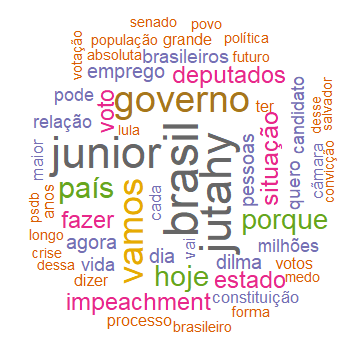 senado
povo
população
grande
política
votação
absoluta
brasileiros
futuro
emprego
deputados
pode
voto
governo
ter
relação
lula
maior
junior
brasil
jutahy
pessoas
situação
quero
candidato
câmara
desse
convicção
salvador
psdb
anos
país
vamos
cada
fazer
porque
longo
agora
dia
vai
milhões
crise
dessa
vida
hoje
dilma
votos
dizer
estado
medo
impeachment
constituição
processo
forma
brasileiro